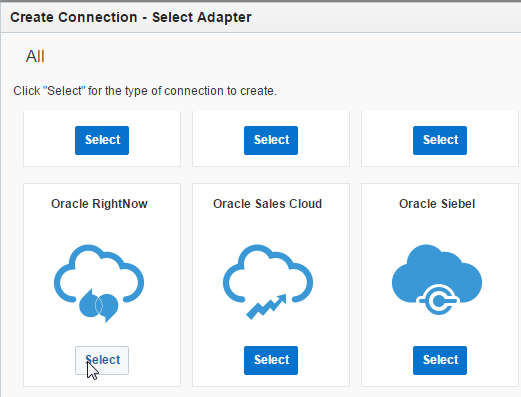 Create Connection - Select Adapter
All
Click "Select" for the type of connection to create.
Select Select Select
Oracle RightNow Oracle Sales Cloud Oracle Siebel
Select Select Select